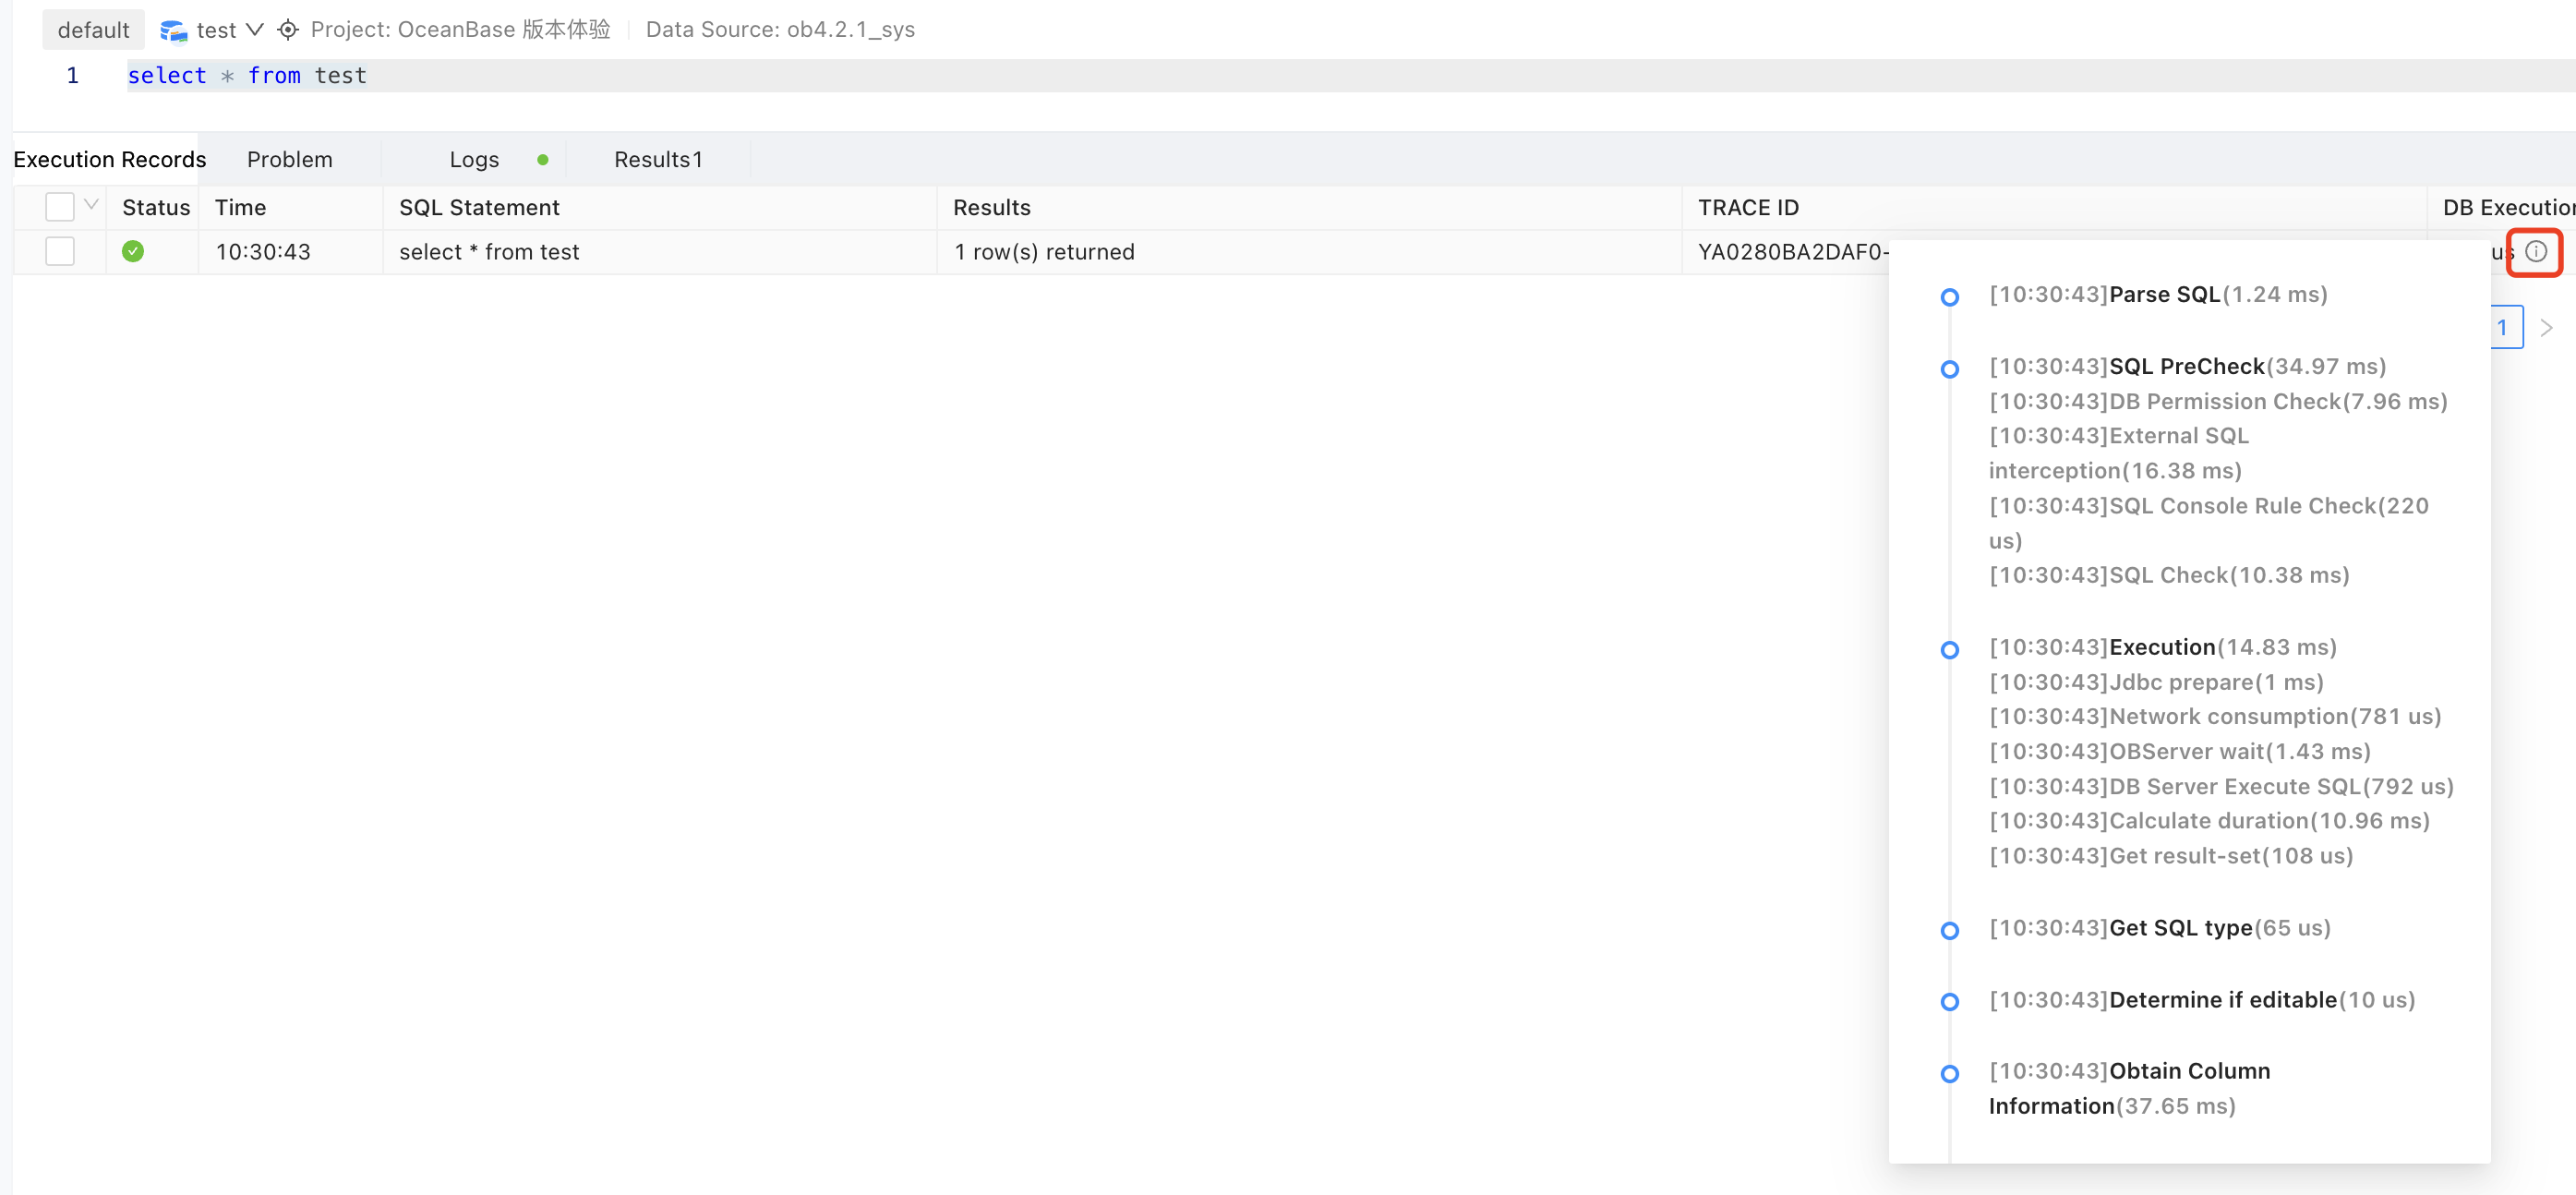 default test Project: OceanBase 版本体验 Data Source: ob4.2.1_sys
1 select * from test
Execution Records Problem Logs Results1
Status Time SQL Statement Results TRACE ID DB Execution
10:30:43 select * from test 1 row(s) returned YA0280BA2DAF0- us
1
[10:30:43]Parse SQL(1.24 ms)
[10:30:43]SQL PreCheck(34.97 ms)
[10:30:43]DB Permission Check(7.96 ms)
[10:30:43]External SQL
interception(16.38 ms)
[10:30:43]SQL Console Rule Check(220
us)
[10:30:43]SQL Check(10.38 ms)
[10:30:43]Execution(14.83 ms)
[10:30:43]Jdbc prepare(1 ms)
[10:30:43]Network consumption(781 us)
[10:30:43]OBServer wait(1.43 ms)
[10:30:43]DB Server Execute SQL(792 us)
[10:30:43]Calculate duration(10.96 ms)
[10:30:43]Get result-set(108 us)
[10:30:43]Get SQL type(65 us)
[10:30:43]Determine if editable(10 us)
[10:30:43]Obtain Column
Information(37.65 ms)